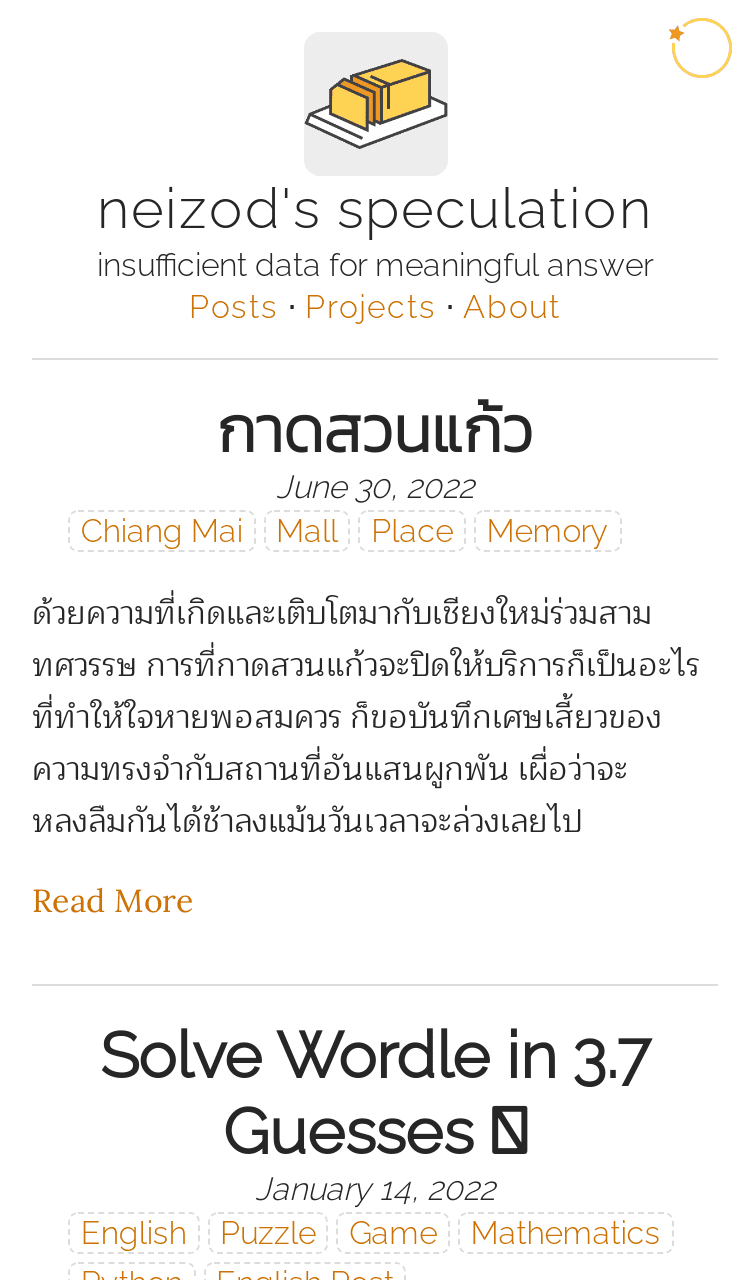 neizod's speculation
insufficient data for meaningful answer
Posts · Projects · About
กาดสวนแก้ว
June 30, 2022
Chiang Mai Mall Place Memory
ด้วยความที่เกิดและเติบโตมากับเชียงใหม่ร่วมสาม
ทศวรรษ การที่กาดสวนแก้วจะปิดให้บริการก็เป็นอะไร
ที่ทำให้ใจหายพอสมควร ก็ขอบันทึกเศษเสี้ยวของ
ความทรงจำกับสถานที่อันแสนผูกพัน เผื่อว่าจะ
หลงลืมกันได้ช้าลงแม้นวันเวลาจะล่วงเลยไป
Read More
Solve Wordle in 3.7
Guesses
January 14, 2022
English Puzzle Game Mathematics
Python English Post